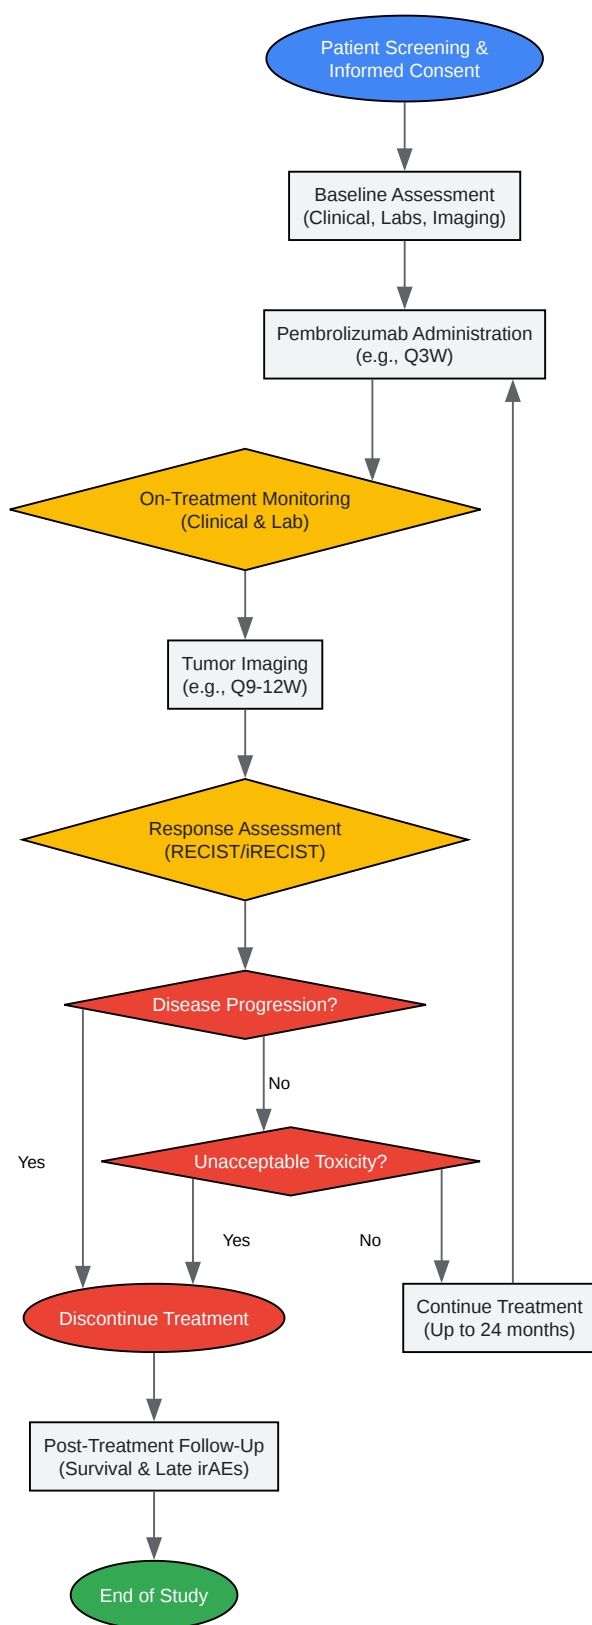 Patient Screening &
Informed Consent
Baseline Assessment
(Clinical, Labs, Imaging)
Pembrolizumab Administration
(e.g., Q3W)
On-Treatment Monitoring
(Clinical & Lab)
Tumor Imaging
(e.g., Q9-12W)
Response Assessment
(RECIST/iRECIST)
Disease Progression?
No
Yes
Unacceptable Toxicity?
Yes
No
Discontinue Treatment
Continue Treatment
(Up to 24 months)
Post-Treatment Follow-Up
(Survival & Late irAEs)
End of Study